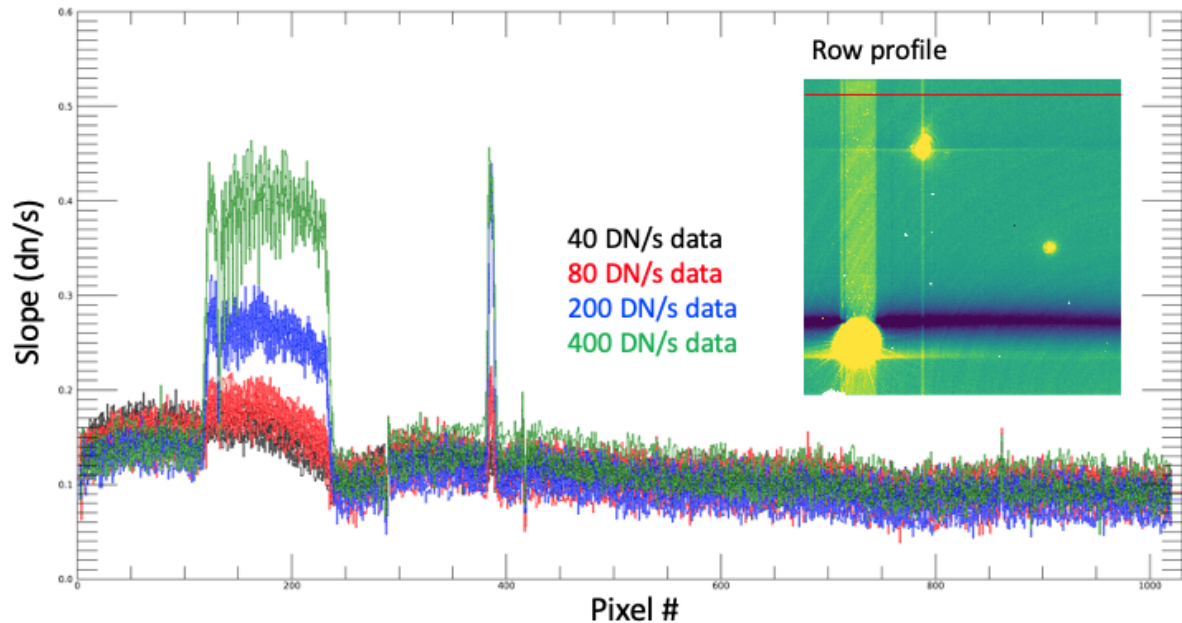 0.6
Row profile
0.5
0.4
Slope (dn/s)
40 DN/s data
80 DN/s data
0.3
200 DN/s data
400 DN/s data
0.2
0.1
0.0
0 200 400 600 800 1000
Pixel #